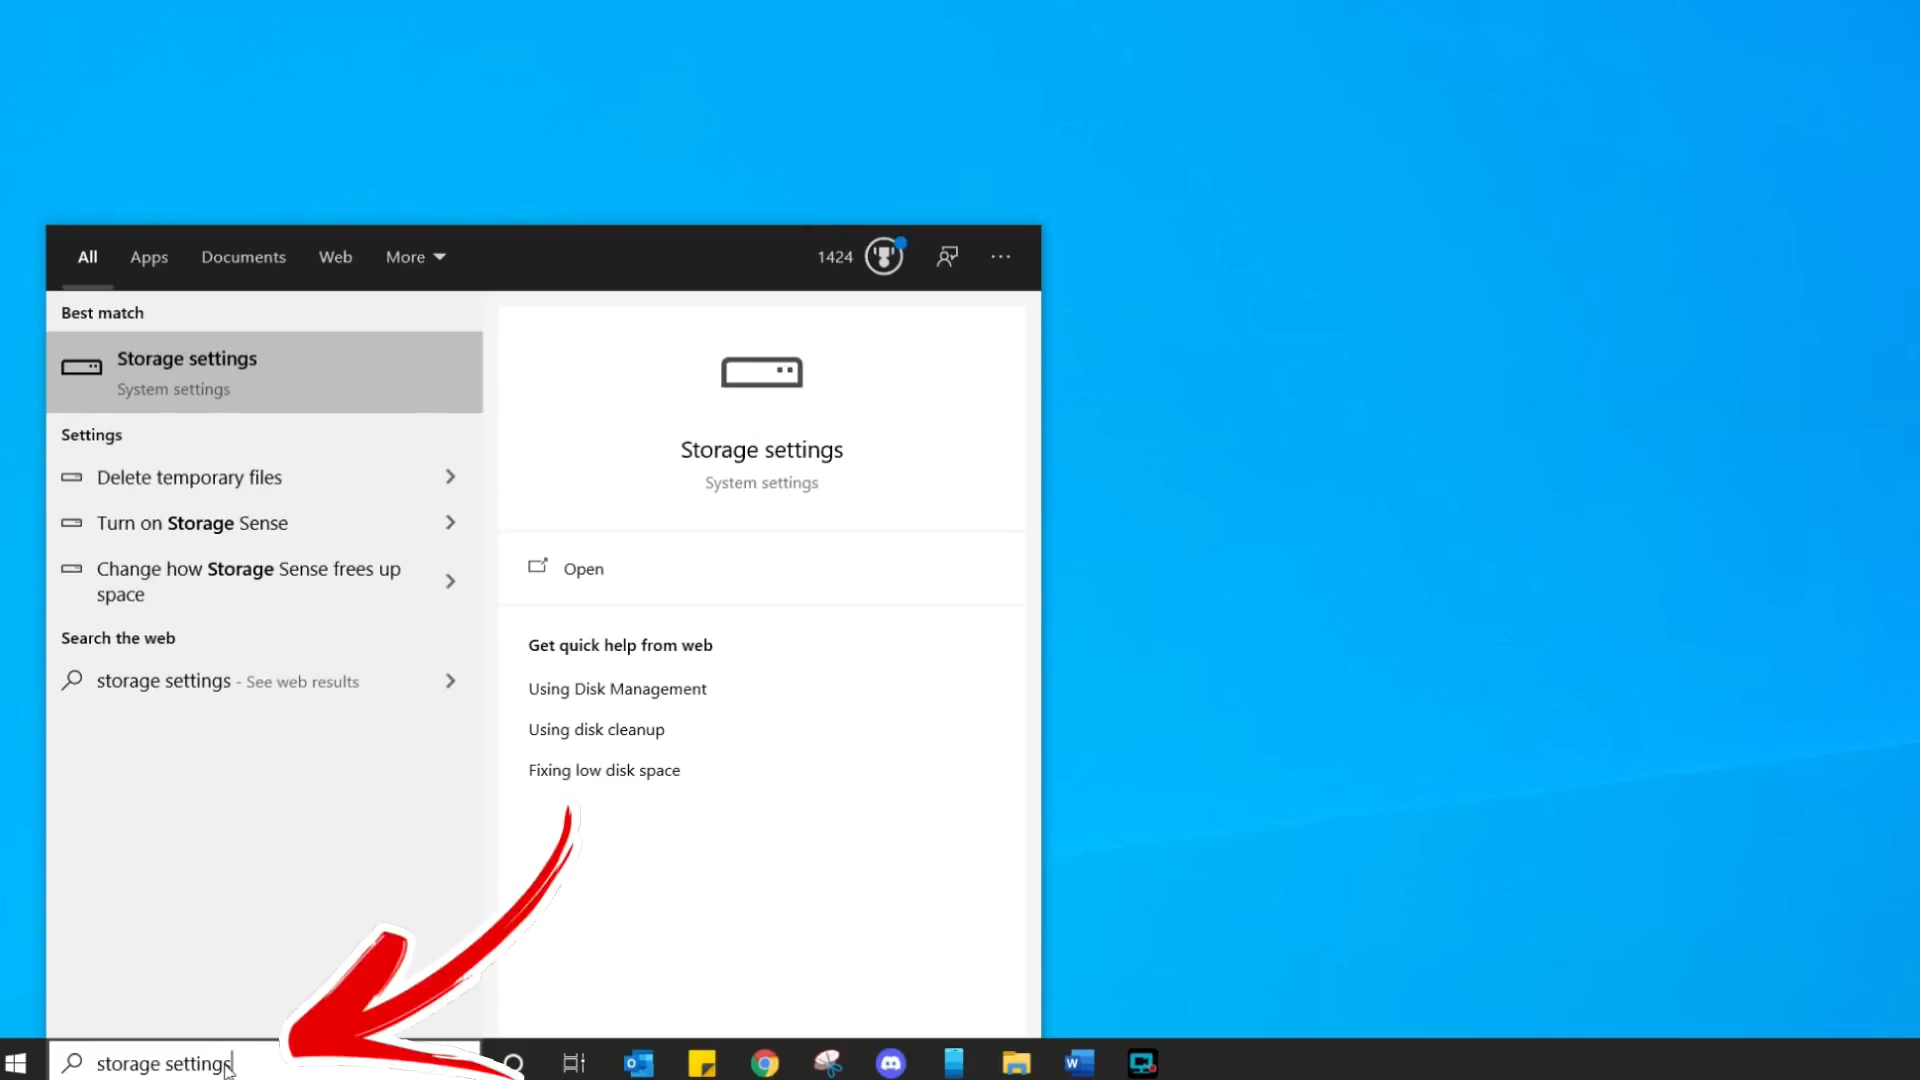 All Apps Documents Web More 1424
Best match
Storage settings
System settings
Settings
Delete temporary files
Turn on Storage Sense
Change how Storage Sense frees up
space
Search the web
storage settings - See web results
Storage settings
System settings
Open
Get quick help from web
Using Disk Management
Using disk cleanup
Fixing low disk space
storage settings